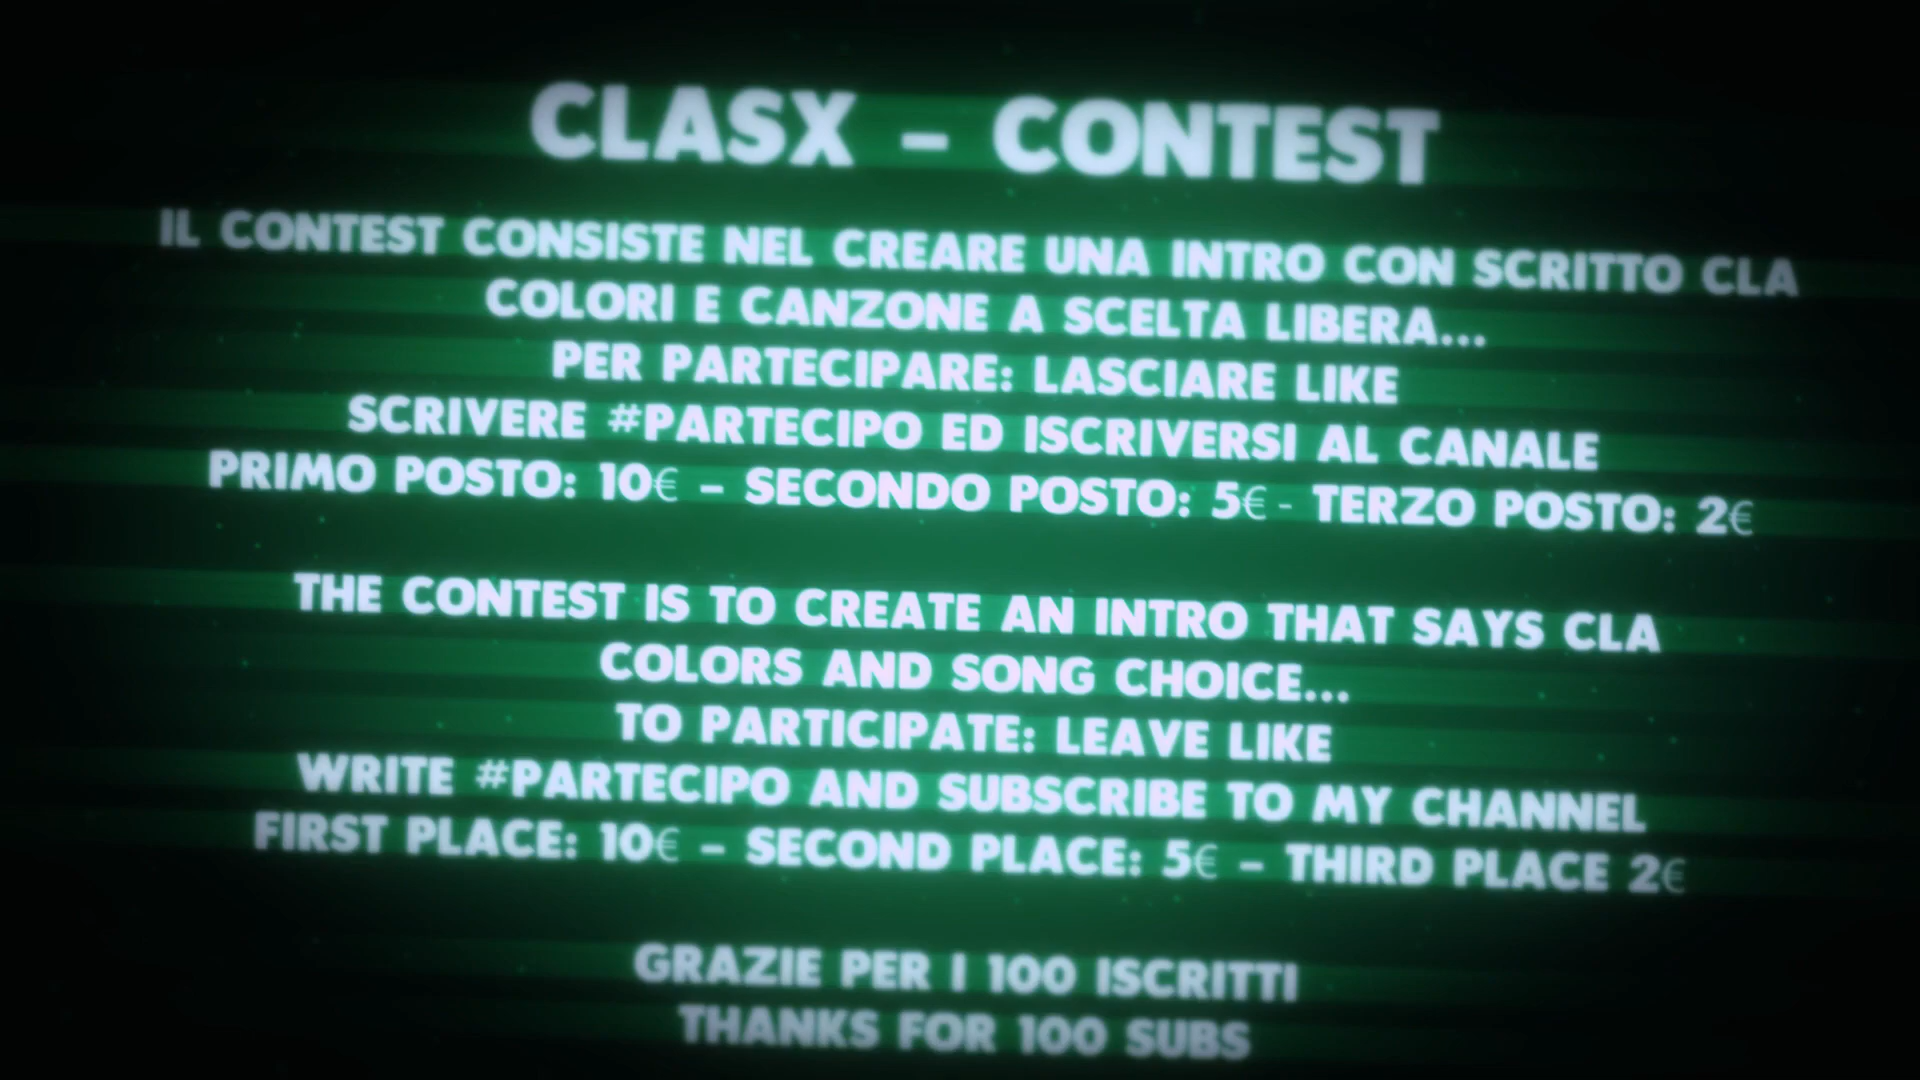 CLASX - CONTEST
IL CONTEST CONSISTE NEL CREARE UNA INTRO CON SCRITTO CLA
COLORI E CANZONE A SCELTA LIBERA...
PER PARTECIPARE: LASCIARE LIKE
SCRIVERE #PARTECIPO ED ISCRIVERSI AL CANALE
PRIMO POSTO: 10€ - SECONDO POSTO: 5€ - TERZO POSTO: 2€
THE CONTEST IS TO CREATE AN INTRO THAT SAYS CLA
COLORS AND SONG CHOICE...
TO PARTICIPATE: LEAVE LIKE
WRITE #PARTECIPO AND SUBSCRIBE TO MY CHANNEL
FIRST PLACE: 10€ - SECOND PLACE: 5€ - THIRD PLACE 2€
GRAZIE PER I 100 ISCRITTI
THANKS FOR 100 SUBS